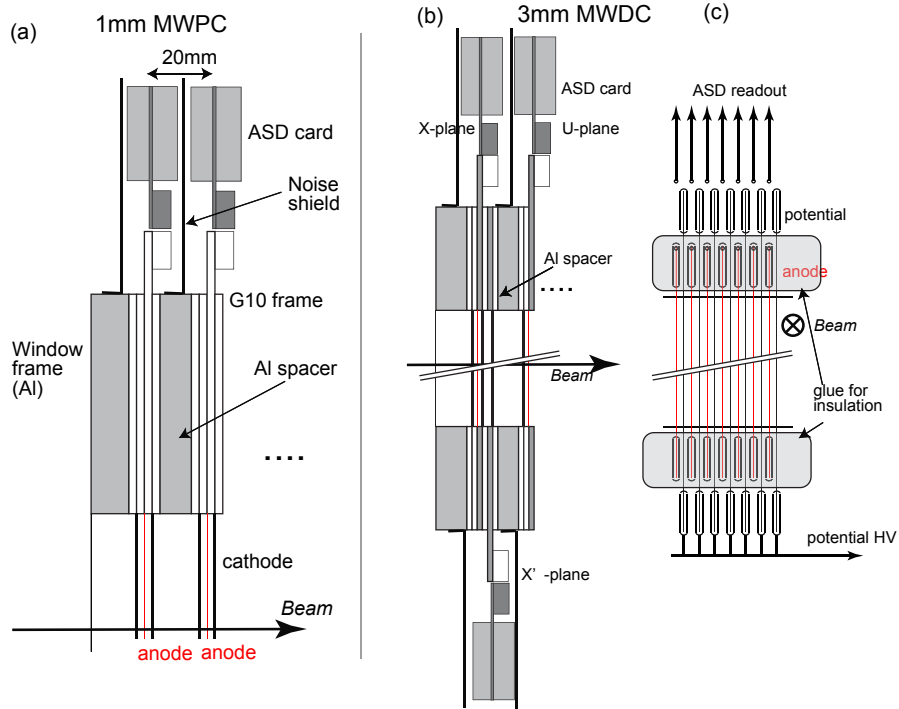 (a)
1mm MWPC
20mm
ASD card
Noise
shield
G10 frame
Window
frame
(Al)
Al spacer
....
cathode
Beam
anode
anode
(b)
3mm MWDC
ASD card
X-plane
U-plane
Al spacer
....
Beam
X' -plane
(c)
ASD readout
potential
anode
Beam
glue for
insulation
potential HV